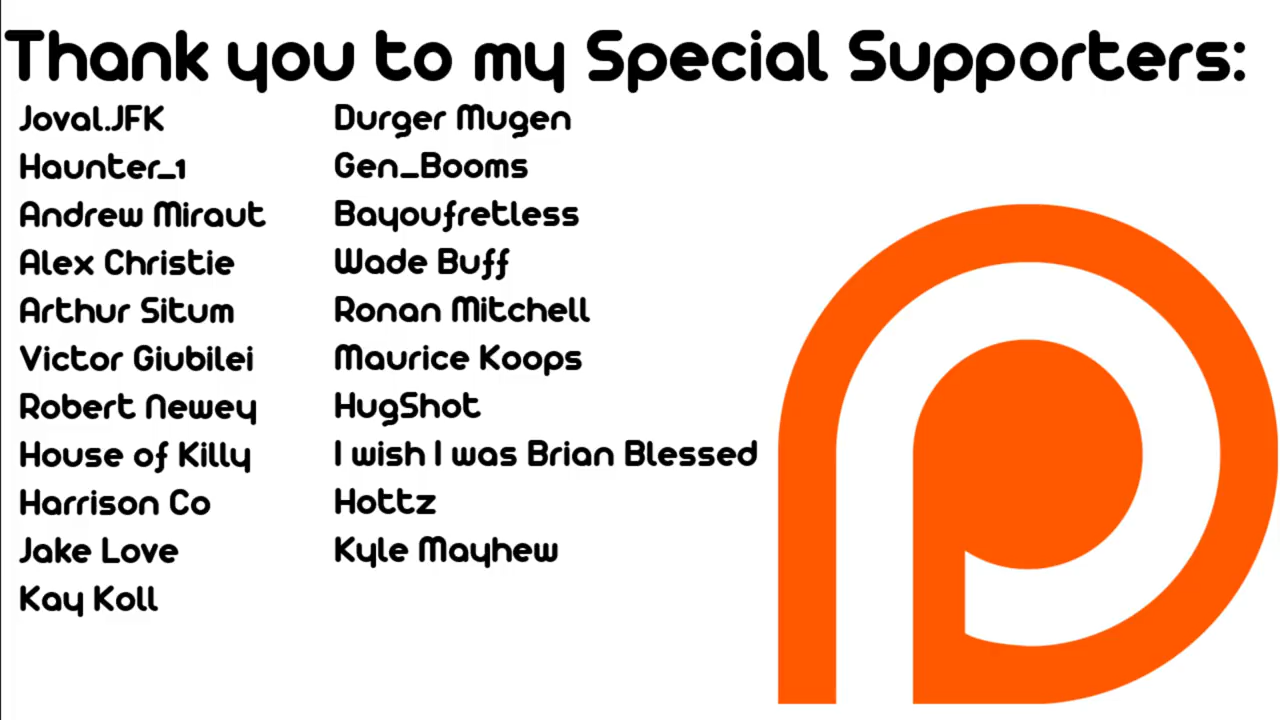 Thank you to my Special Supporters:
Joval.JFK
Haunter_1
Andrew Miraut
Alex Christie
Arthur Situm
Victor Giubilei
Robert Newey
House of Killy
Harrison Co
Jake Love
Kay Koll
Durger Mugen
Gen_Booms
Bayoufretless
Wade Buff
Ronan Mitchell
Maurice Koops
HugShot
I wish I was Brian Blessed
Hottz
Kyle Mayhew